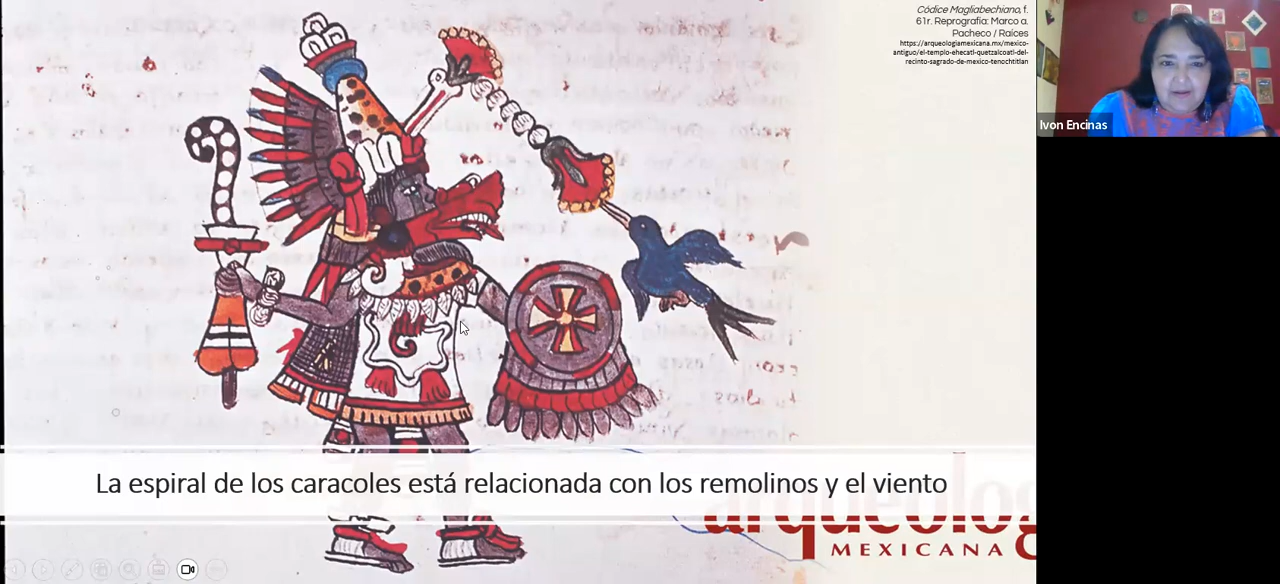 Códice Magliabechiano, f.
61r. Reprografía: Marco a.
Pacheco / Raíces
https://arqueologiamexicana.mx/mexico-
antiguo/el-templo-ehecatl-quetzalcoatl-del-
recinto-sagrado-de-mexico-tenochtitlan
Ivon Encinas
La espiral de los caracoles está relacionada con los remolinos y el viento
arqueolog
MEXICANA